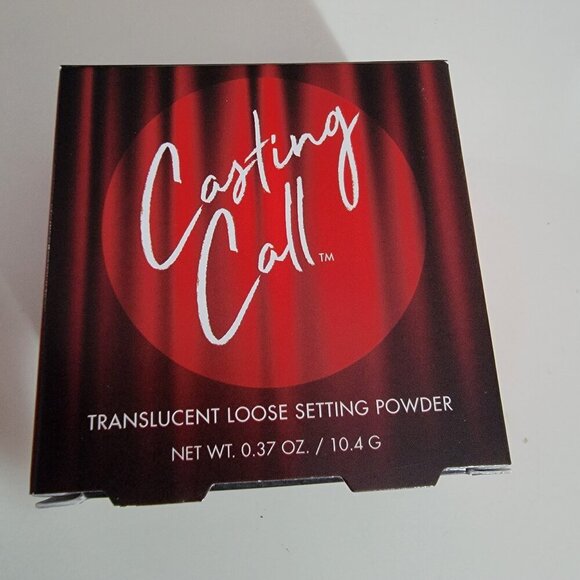 Casting
Call™
TRANSLUCENT LOOSE SETTING POWDER
NET WT. 0.37 OZ. / 10.4 G